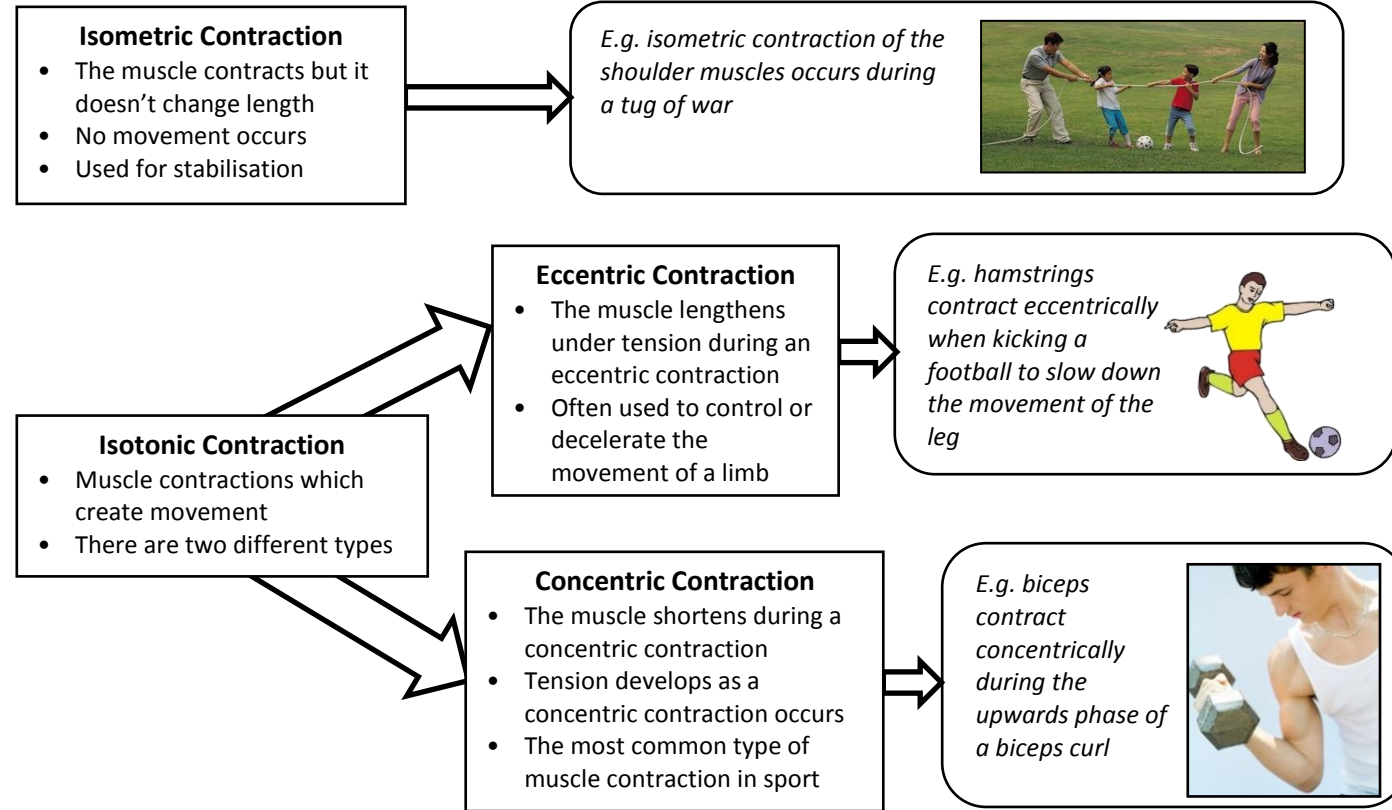 Isometric Contraction
• The muscle contracts but it
doesn’t change length
• No movement occurs
• Used for stabilisation
E.g. isometric contraction of the
shoulder muscles occurs during
a tug of war
Eccentric Contraction
• The muscle lengthens
under tension during an
eccentric contraction
• Often used to control or
decelerate the
movement of a limb
E.g. hamstrings
contract eccentrically
when kicking a
football to slow down
the movement of the
leg
Isotonic Contraction
• Muscle contractions which
create movement
• There are two different types
Concentric Contraction
• The muscle shortens during a
concentric contraction
• Tension develops as a
concentric contraction occurs
• The most common type of
muscle contraction in sport
E.g. biceps
contract
concentrically
during the
upwards phase of
a biceps curl